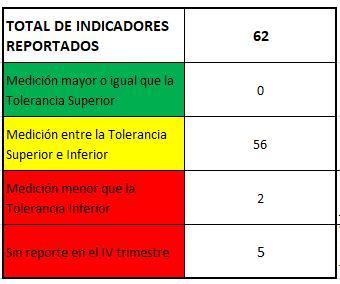 TOTAL DE INDICADORES
REPORTADOS
62
Medición mayor o igual que la
Tolerancia Superior
0
Medición entre la Tolerancia
Superior e Inferior
56
Medición menor que la
Tolerancia Inferior
2
Sin reporte en el IV trimestre
5